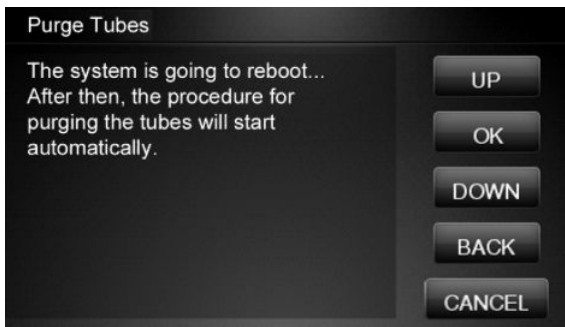 Purge Tubes
The system is going to reboot...
After then, the procedure for
purging the tubes will start
automatically.
UP
OK
DOWN
BACK
CANCEL